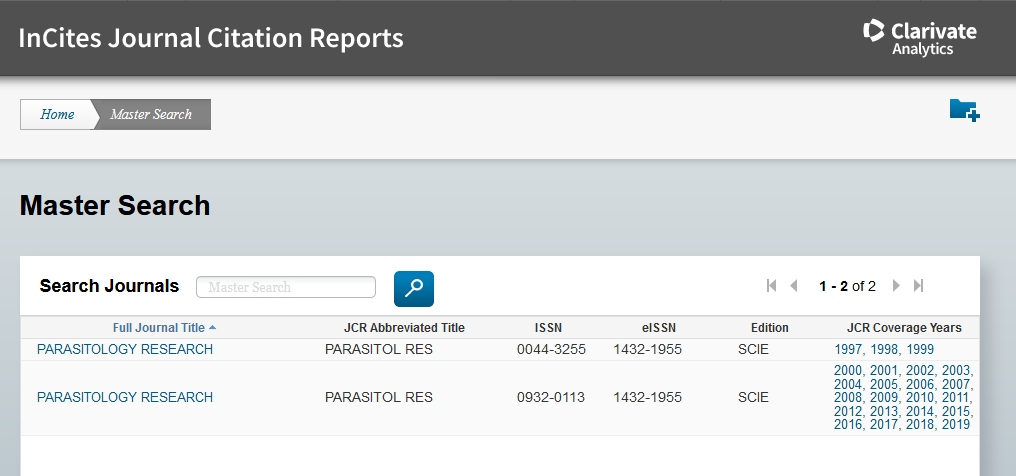 InCites Journal Citation Reports
Clarivate
Analytics
Home Master Search
Master Search
Search Journals Master Search 1 - 2 of 2
Full Journal Title JCR Abbreviated Title ISSN eISSN Edition JCR Coverage Years
PARASITOLOGY RESEARCH PARASITOL RES 0044-3255 1432-1955 SCIE 1997, 1998, 1999
PARASITOLOGY RESEARCH PARASITOL RES 0932-0113 1432-1955 SCIE 2000, 2001, 2002, 2003,
2004, 2005, 2006, 2007,
2008, 2009, 2010, 2011,
2012, 2013, 2014, 2015,
2016, 2017, 2018, 2019